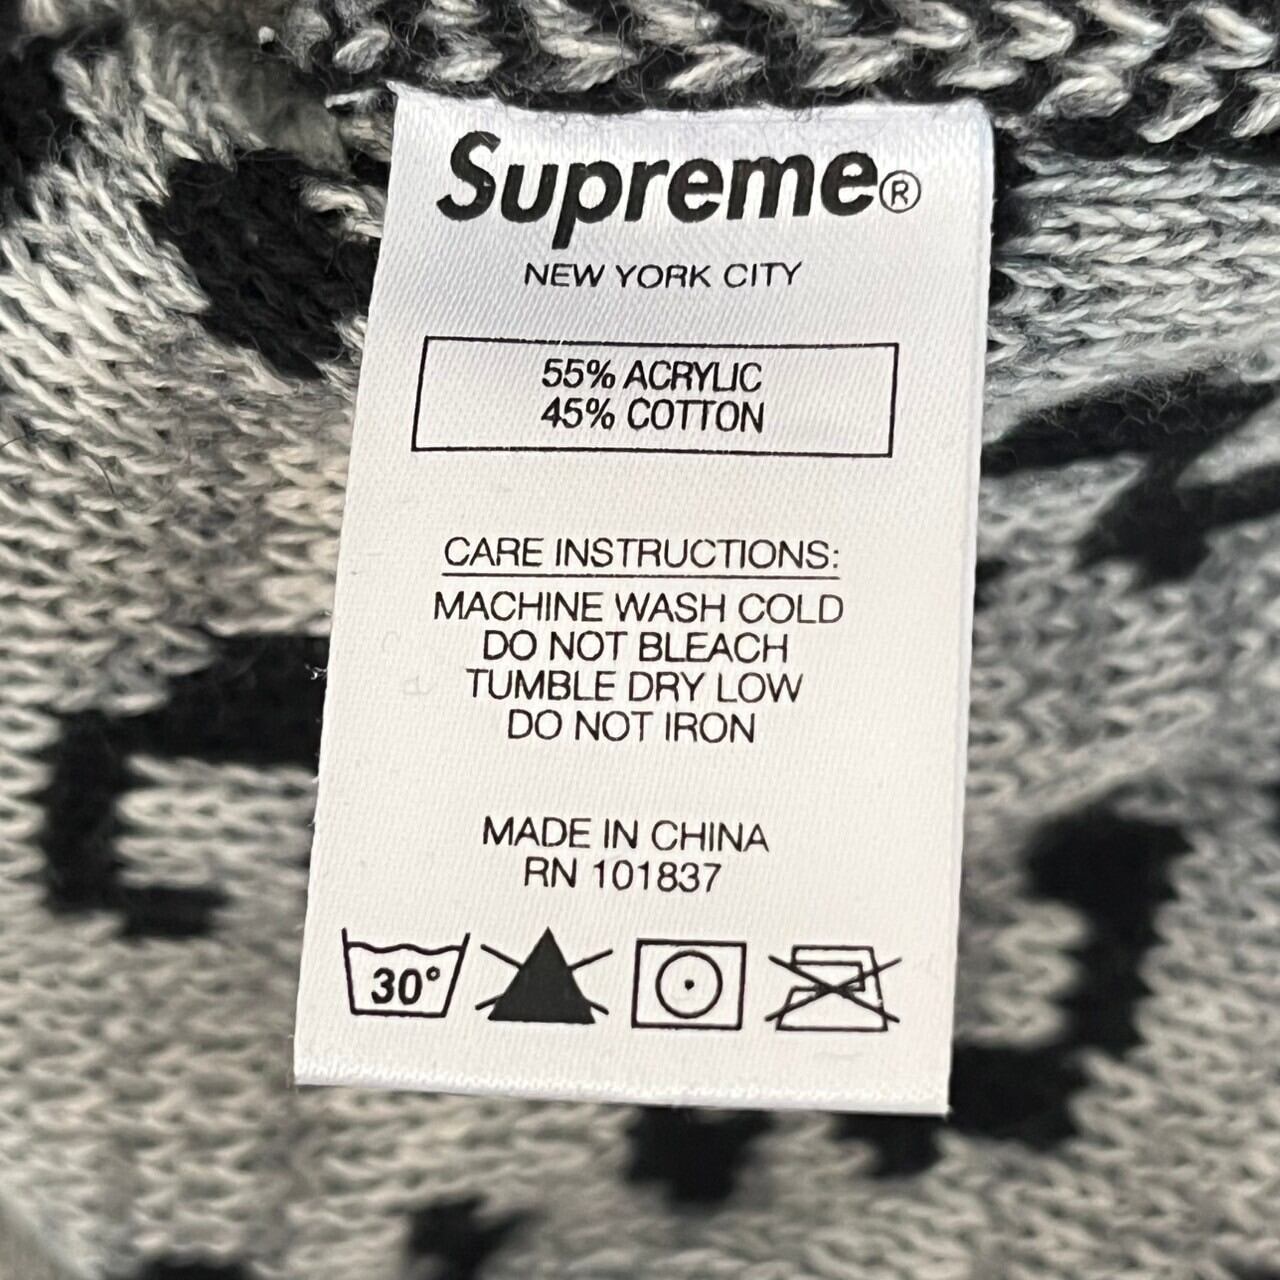 Supreme®
NEW YORK CITY
55% ACRYLIC
45% COTTON
CARE INSTRUCTIONS:
MACHINE WASH COLD
DO NOT BLEACH
TUMBLE DRY LOW
DO NOT IRON
MADE IN CHINA
RN 101837
30°